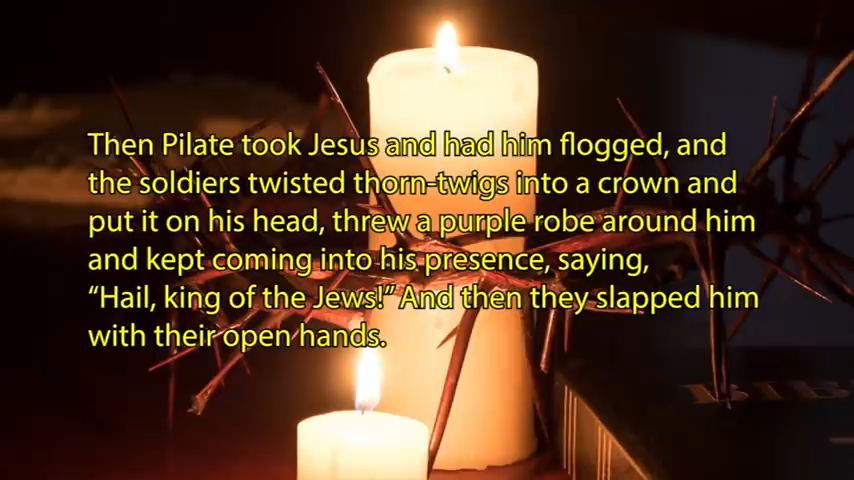 Then Pilate took Jesus and had him flogged, and
the soldiers twisted thorn-twigs into a crown and
put it on his head, threw a purple robe around him
and kept coming into his presence, saying,
“Hail, king of the Jews!” And then they slapped him
with their open hands.
BIB